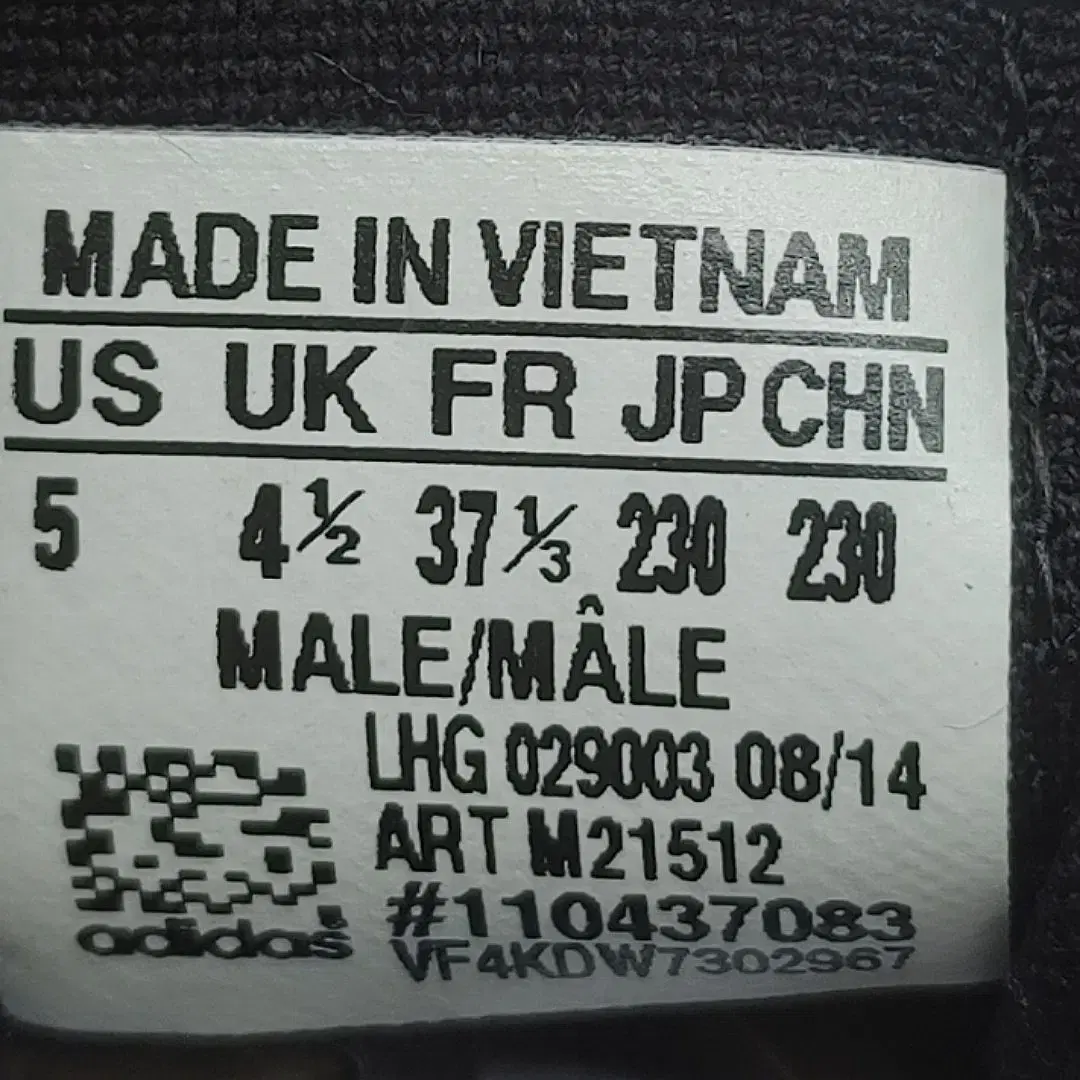 MADE IN VIETNAM
US UK FR JP CHN
5 4½ 37⅓ 230 230
MALE/MÂLE
LHG 029003 08/14
ART M21512
#110437083
adidas VF4KDW7302967